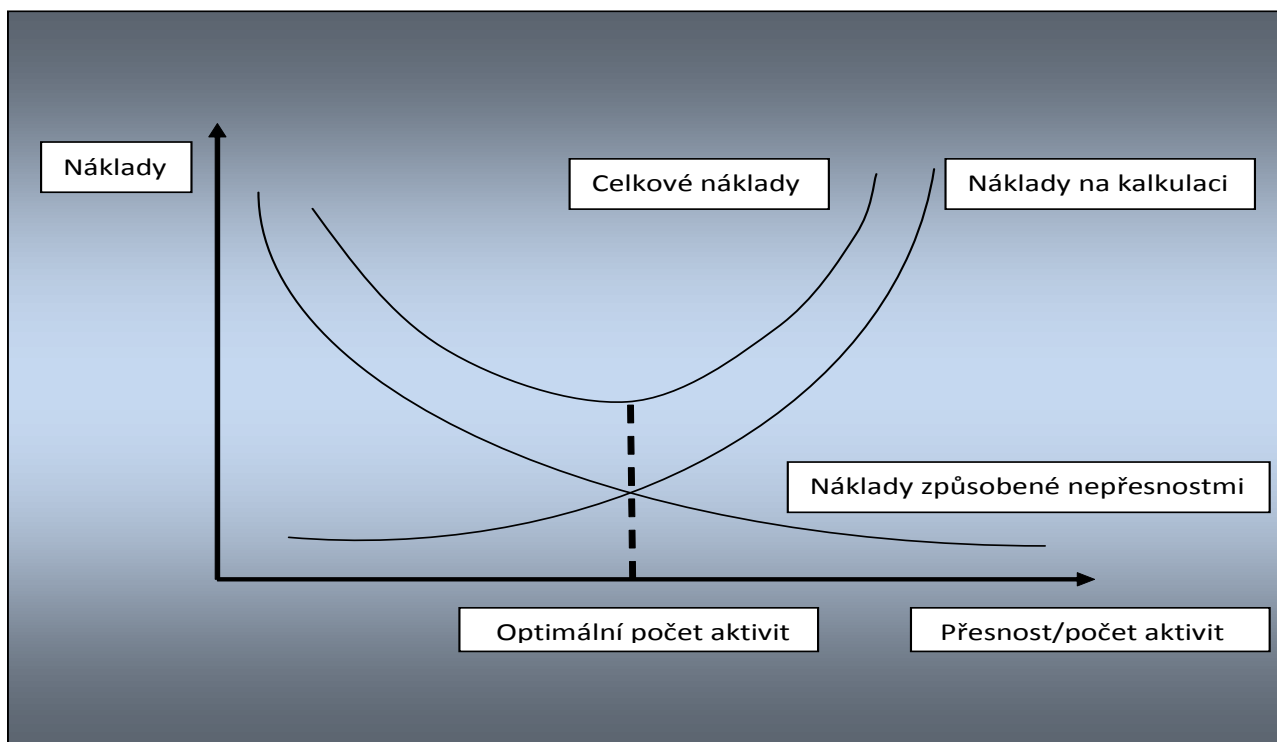 Náklady
Celkové náklady
Náklady na kalkulaci
Náklady způsobené nepřesnostmi
Optimální počet aktivit
Přesnost/počet aktivit